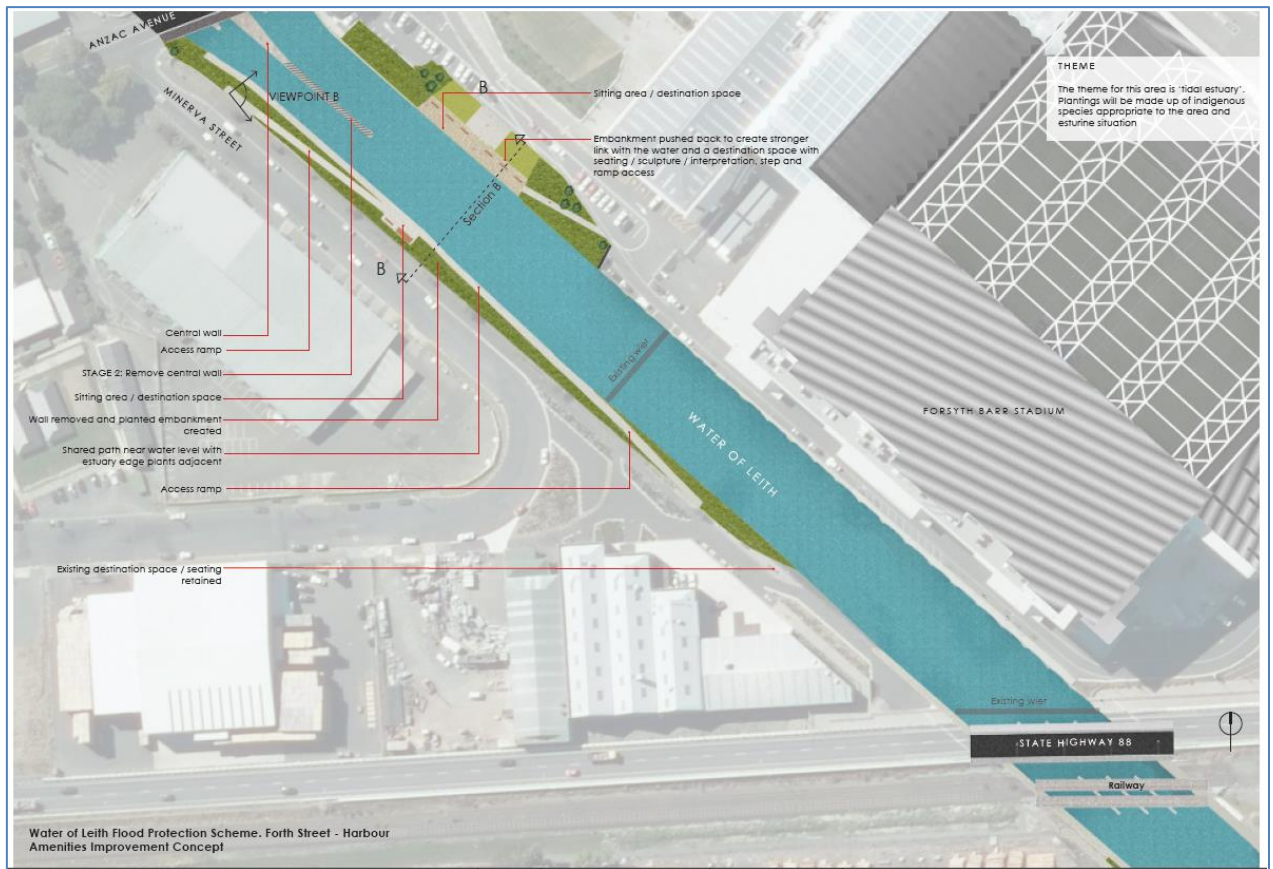 ANZAC AVENUE
MINERVA STREET
VIEWPOINT B
B
Sitting area / destination space
THEME
The theme for this area is 'tidal estuary'.
Plantings will be made up of indigenous
species appropriate to the area and
esturine situation
Embankment pushed back to create stronger
link with the water and a destination space with
seating / sculpture / interpretation, step and
ramp access
Section B
B
Central wall
Access ramp
STAGE 2: Remove central wall
Sitting area / destination space
Wall removed and planted embankment
created
Shared path near water level with
estuary edge plants adjacent
Access ramp
Existing destination space / seating
retained
Existing wier
WATER OF LEITH
FORSYTH BARR STADIUM
Existing wier
STATE HIGHWAY 88
Railway
Water of Leith Flood Protection Scheme. Forth Street - Harbour
Amenities Improvement Concept